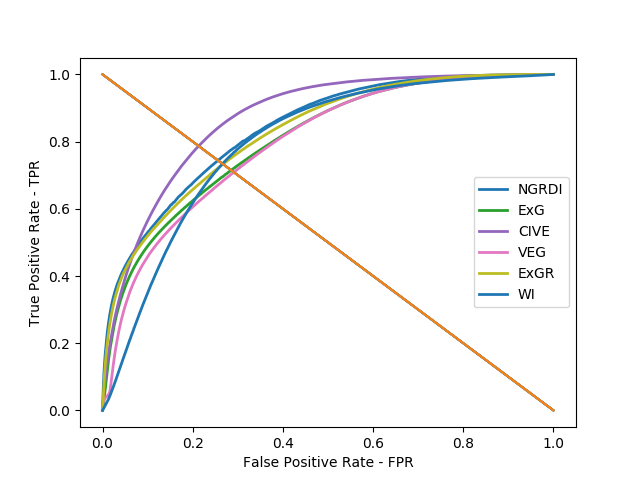 1.0
0.8
0.6
0.4
0.2
0.0
True Positive Rate - TPR
NGRDI
ExG
CIVE
VEG
ExGR
WI
0.0 0.2 0.4 0.6 0.8 1.0
False Positive Rate - FPR